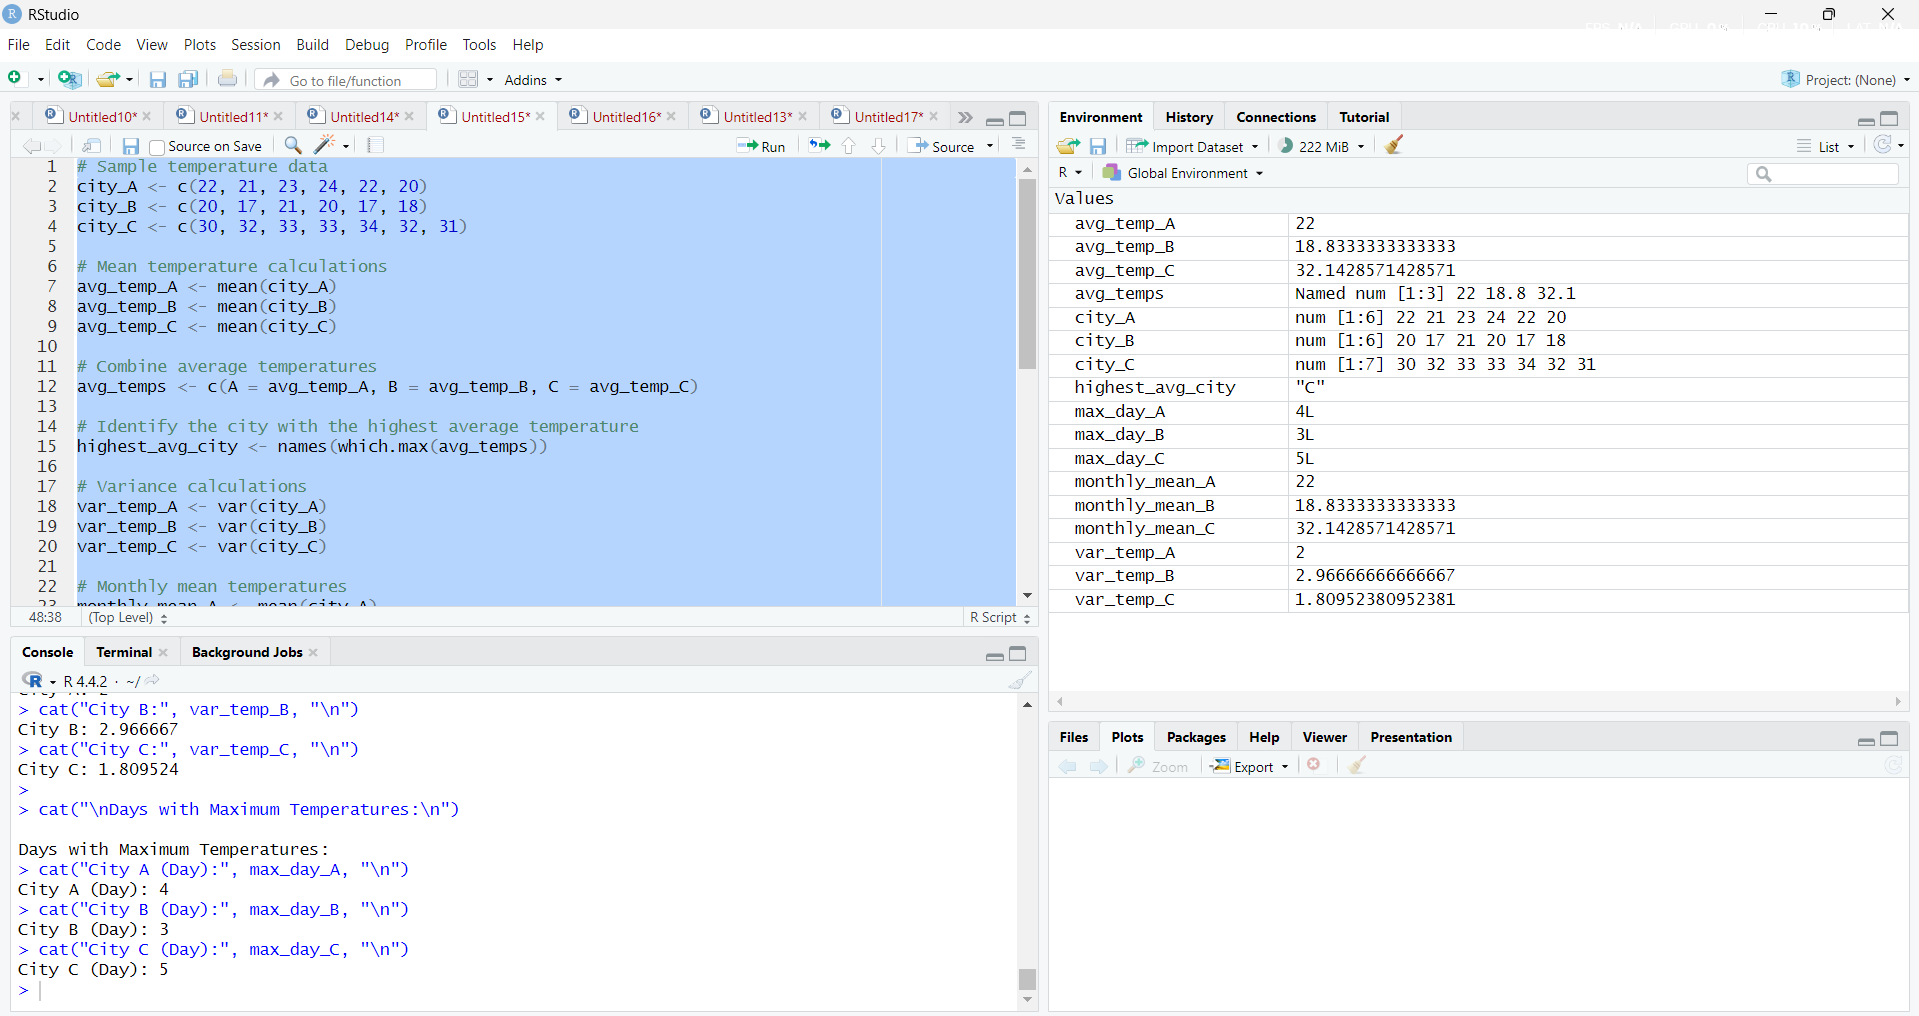 RStudio
File Edit Code View Plots Session Build Debug Profile Tools Help
Go to file/function Addins Project: (None)
Untitled10* Untitled11* Untitled14* Untitled15* Untitled16* Untitled13* Untitled17*
Source on Save Run Source
1 # Sample temperature data
2 city_A <- c(22, 21, 23, 24, 22, 20)
3 city_B <- c(20, 17, 21, 20, 17, 18)
4 city_C <- c(30, 32, 33, 33, 34, 32, 31)
5
6 # Mean temperature calculations
7 avg_temp_A <- mean(city_A)
8 avg_temp_B <- mean(city_B)
9 avg_temp_C <- mean(city_C)
10
11 # Combine average temperatures
12 avg_temps <- c(A = avg_temp_A, B = avg_temp_B, C = avg_temp_C)
13
14 # Identify the city with the highest average temperature
15 highest_avg_city <- names(which.max(avg_temps))
16
17 # Variance calculations
18 var_temp_A <- var(city_A)
19 var_temp_B <- var(city_B)
20 var_temp_C <- var(city_C)
21
22 # Monthly mean temperatures
23 monthly_mean_A <- mean(city_A)
48:38 (Top Level) R Script
Console Terminal Background Jobs
R 4.4.2 · ~/
City A: 2
> cat("City B:", var_temp_B, "\n")
City B: 2.966667
> cat("City C:", var_temp_C, "\n")
City C: 1.809524
>
> cat("\nDays with Maximum Temperatures:\n")
Days with Maximum Temperatures:
> cat("City A (Day):", max_day_A, "\n")
City A (Day): 4
> cat("City B (Day):", max_day_B, "\n")
City B (Day): 3
> cat("City C (Day):", max_day_C, "\n")
City C (Day): 5
>
Environment History Connections Tutorial
Import Dataset 222 MiB List
R Global Environment
Values
avg_temp_A 22
avg_temp_B 18.8333333333333
avg_temp_C 32.1428571428571
avg_temps Named num [1:3] 22 18.8 32.1
city_A num [1:6] 22 21 23 24 22 20
city_B num [1:6] 20 17 21 20 17 18
city_C num [1:7] 30 32 33 33 34 32 31
highest_avg_city "C"
max_day_A 4L
max_day_B 3L
max_day_C 5L
monthly_mean_A 22
monthly_mean_B 18.8333333333333
monthly_mean_C 32.1428571428571
var_temp_A 2
var_temp_B 2.96666666666667
var_temp_C 1.80952380952381
Files Plots Packages Help Viewer Presentation
Zoom Export